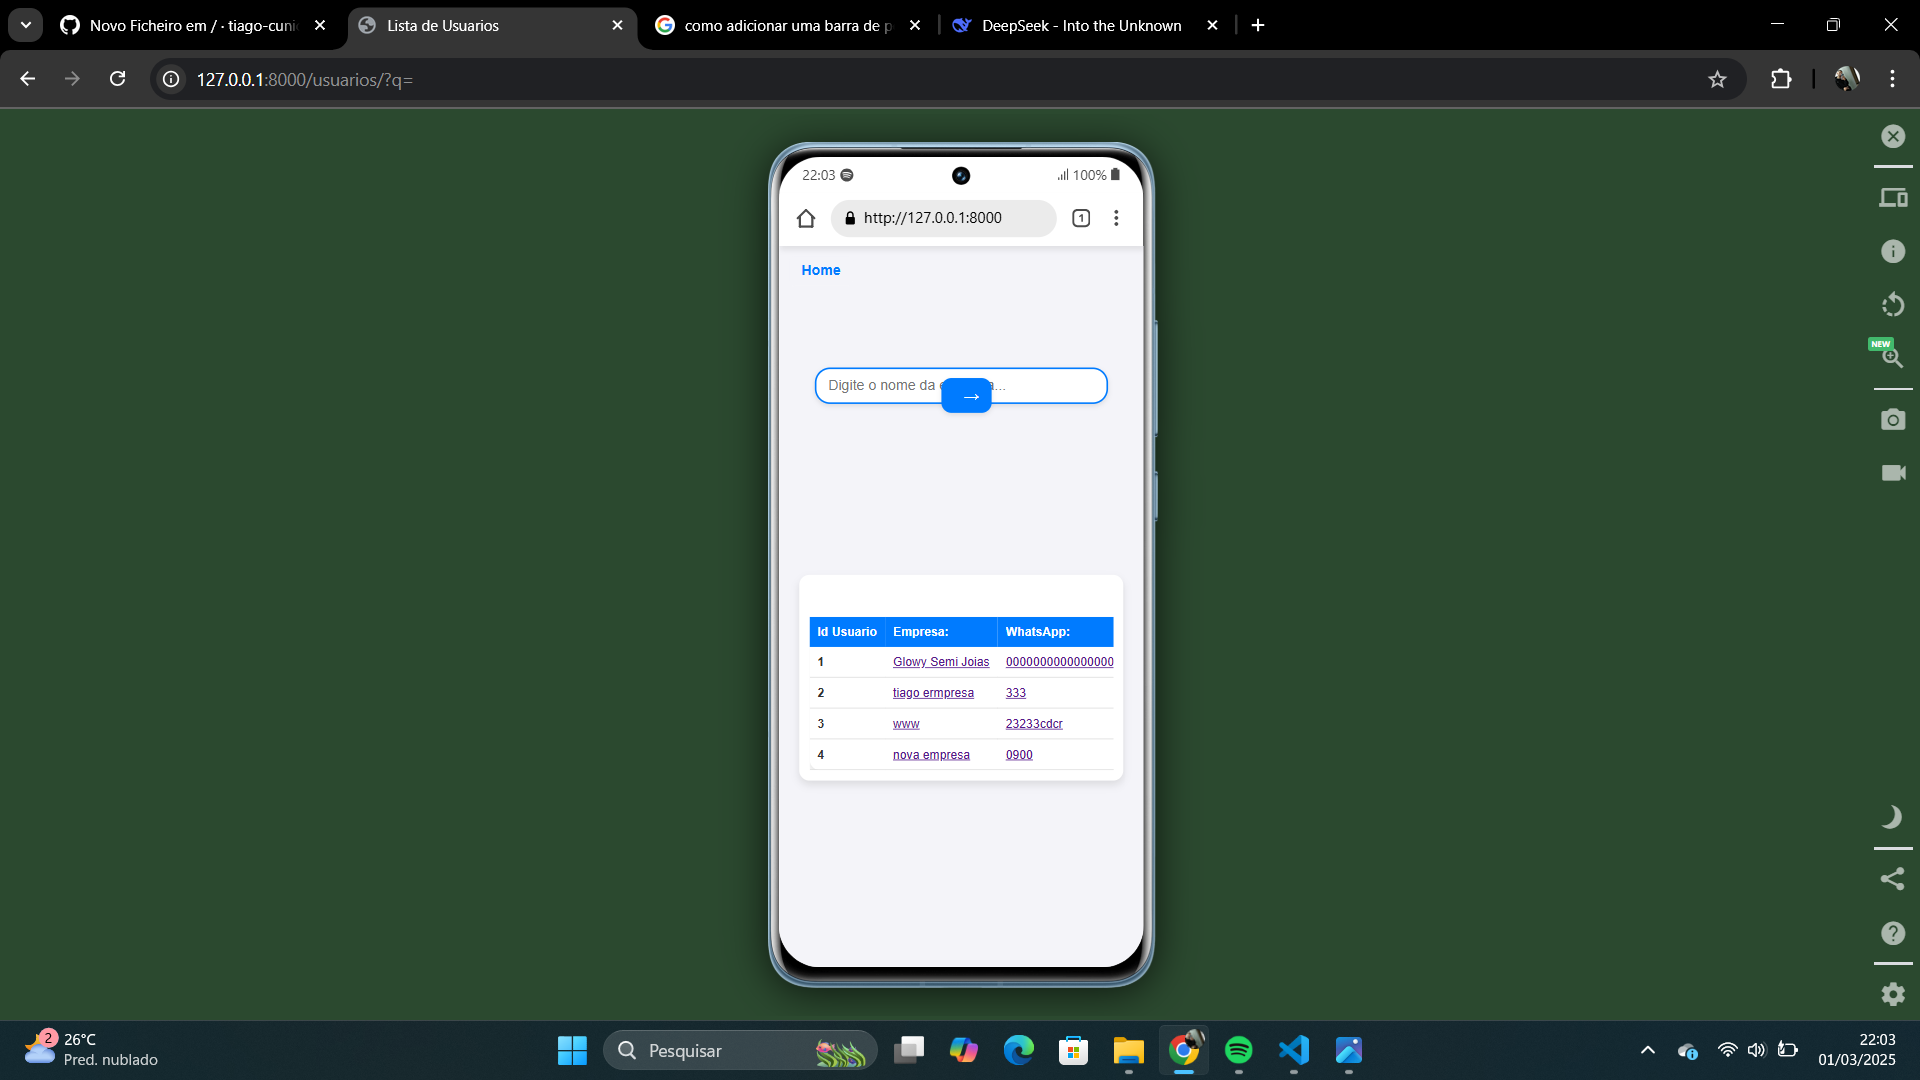 Novo Ficheiro em / · tiago-cuni
Lista de Usuarios
como adicionar uma barra de p
DeepSeek - Into the Unknown
127.0.0.1:8000/usuarios/?q=
22:03
100%
http://127.0.0.1:8000
1
Home
Digite o nome da e a...
→
Id Usuario Empresa: WhatsApp:
1 Glowy Semi Joias 0000000000000000
2 tiago ermpresa 333
3 www 23233cdcr
4 nova empresa 0900
NEW
2
26°C
Pred. nublado
Pesquisar
22:03
01/03/2025